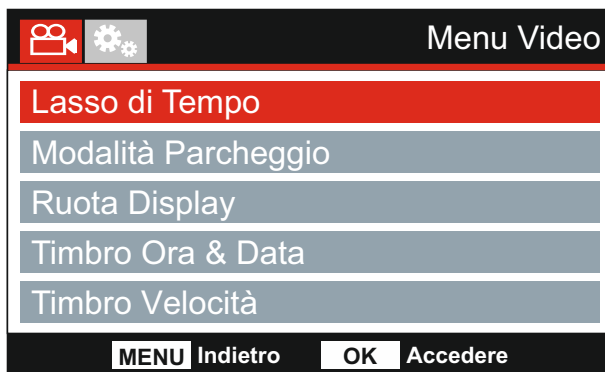 Menu Video
Lasso di Tempo
Modalità Parcheggio
Ruota Display
Timbro Ora & Data
Timbro Velocità
MENU Indietro OK Accedere